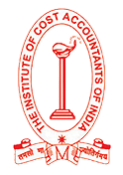 THE INSTITUTE OF COST ACCOUNTANTS OF INDIA
तमसो मा ज्योतिर्गमय